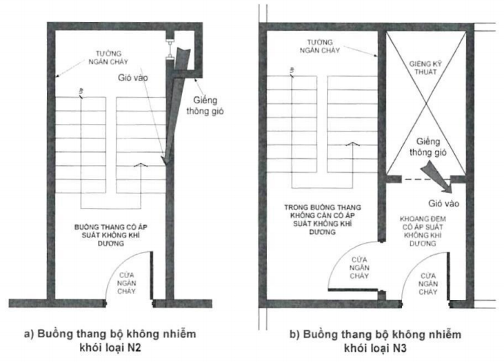 TƯỜNG
NGĂN CHÁY
Gió vào
Giếng
thông gió
BUỒNG THANG CÓ ÁP
SUẤT KHÔNG KHÍ
DƯƠNG
CỬA
NGĂN
CHÁY
a) Buồng thang bộ không nhiễm
khói loại N2
TƯỜNG
NGĂN CHÁY
GIẾNG KỸ
THUẬT
Giếng
thông gió
Gió vào
TRONG BUỒNG THANG
KHÔNG CẦN CÓ ÁP
SUẤT KHÔNG KHÍ
DƯƠNG
KHOANG ĐỆM
CÓ ÁP SUẤT
KHÔNG KHÍ
DƯƠNG
CỬA
NGĂN
CHÁY
CỬA
NGĂN
CHÁY
b) Buồng thang bộ không nhiễm
khói loại N3